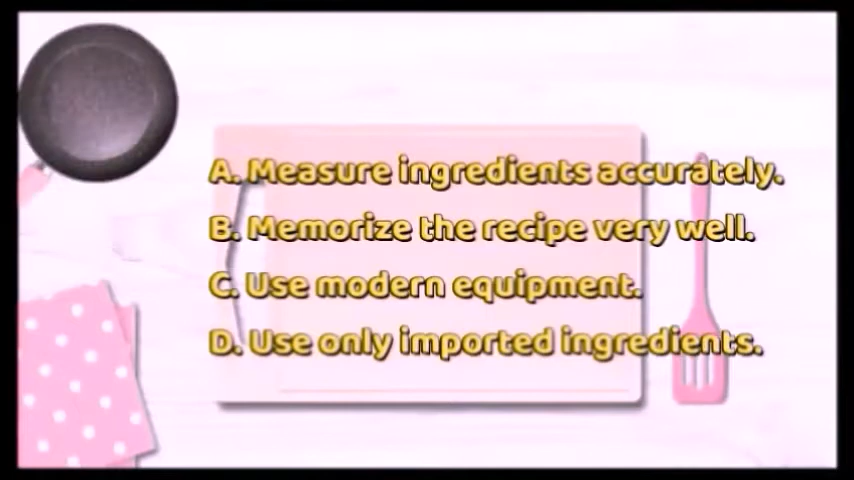 A. Measure ingredients accurately.
B. Memorize the recipe very well.
C. Use modern equipment.
D. Use only imported ingredients.